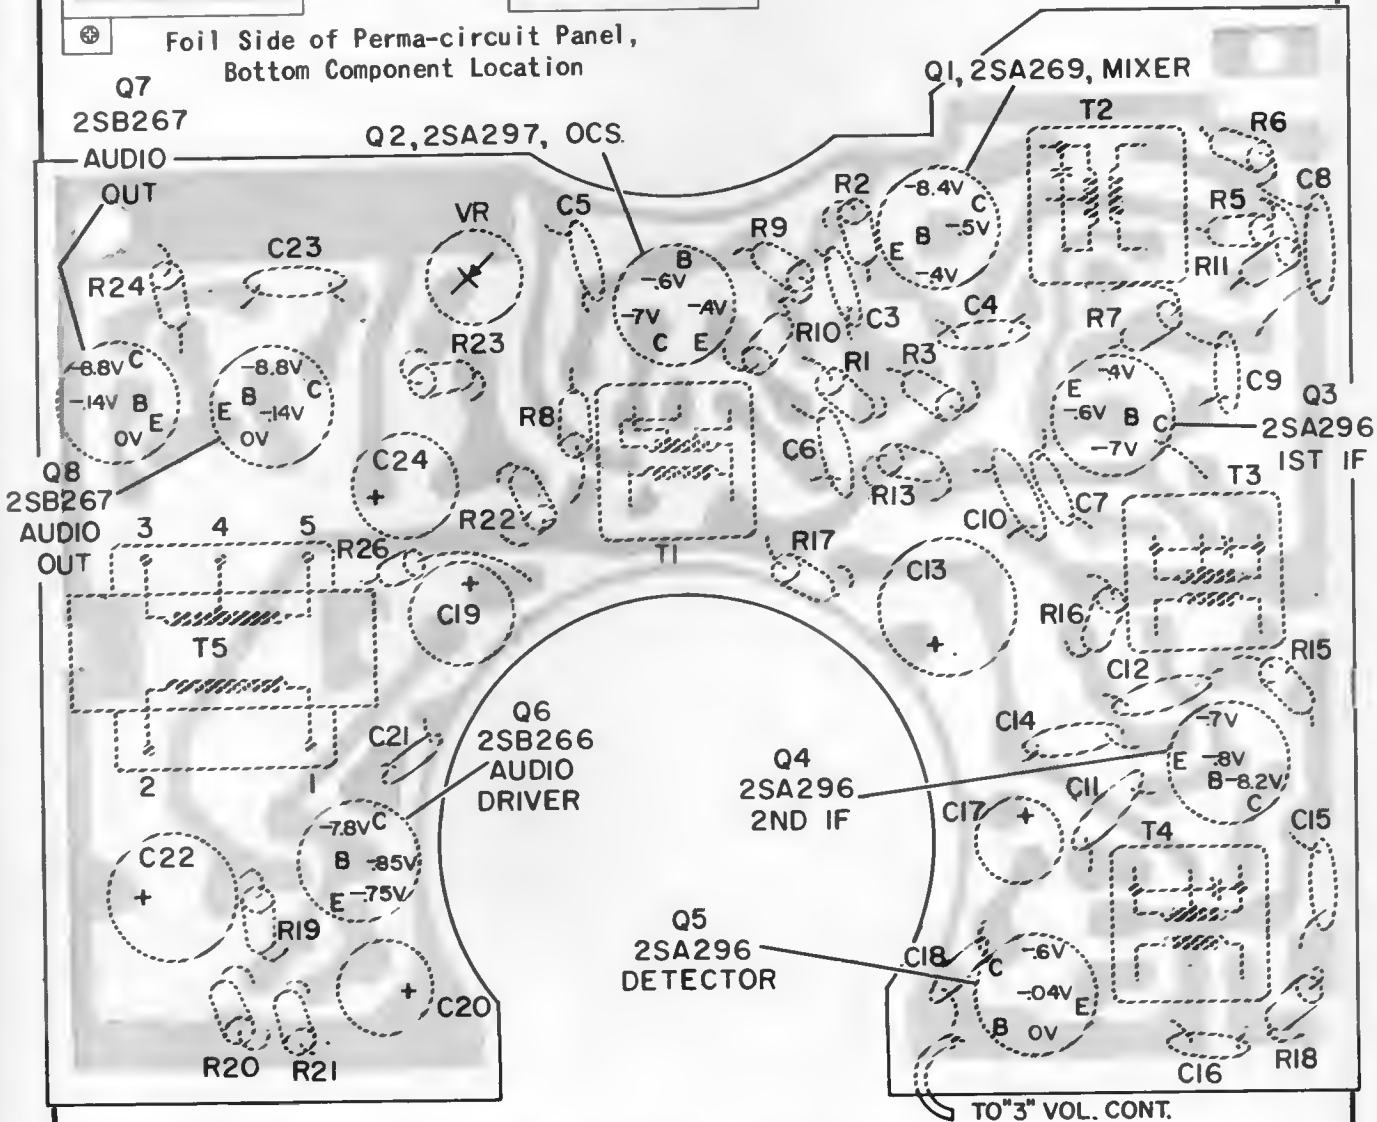 Foil Side of Perma-circuit Panel,
Bottom Component Location
Q7
2SB267
AUDIO
OUT
Q2, 2SA297, OCS.
Q1, 2SA269, MIXER
T2
R6
C8
R5
R11
R2
-8.4V
C
-.5V
B
E
-.4V
C5
VR
C23
R24
R9
B
-.6V
-.7V
-.4V
C
E
R10
C3
C4
R7
R23
R1
R3
C9
Q3
2SA296
1ST IF
E
-.4V
-.6V
B
C
-7V
-8.8V
C
-.14V
B
E
0V
-8.8V
C
B
E
-.14V
0V
R8
C24
+
C6
R13
C10
C7
T3
Q8
2SB267
AUDIO
OUT
3
4
5
R22
R26
T1
R17
C13
+
R16
C19
+
T5
R15
C12
C14
C21
Q6
2SB266
AUDIO
DRIVER
Q4
2SA296
2ND IF
-.7V
E
-.8V
B
-8.2V
C
C11
C17
+
T4
C15
2
1
-7.8V
C
B
-.85V
E
-.75V
C22
+
R19
Q5
2SA296
DETECTOR
C18
-.6V
C
-.04V
E
B
0V
+
C20
R20
R21
C16
R18
TO "3" VOL. CONT.